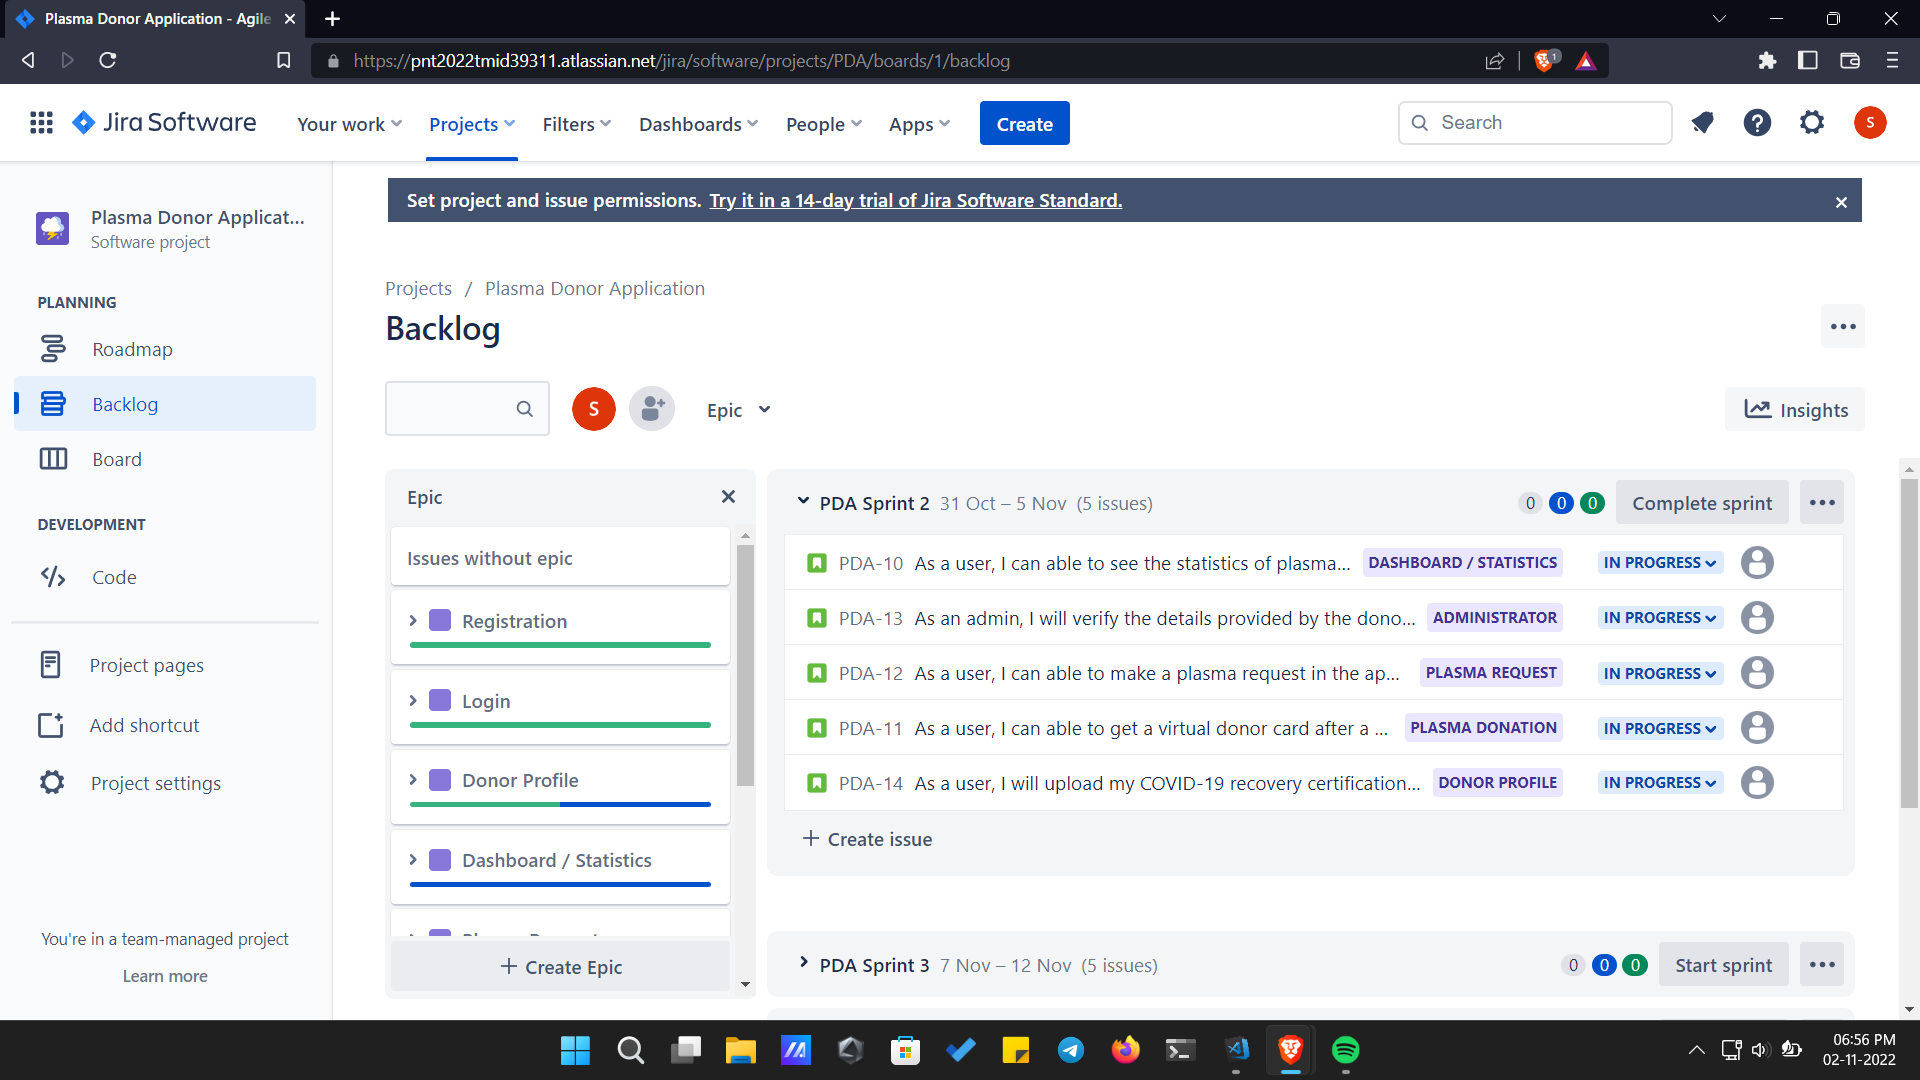 Plasma Donor Application - Agile
https://pnt2022tmid39311.atlassian.net/jira/software/projects/PDA/boards/1/backlog
1
Jira Software
Your work
Projects
Filters
Dashboards
People
Apps
Create
Search
S
Plasma Donor Applicat...
Software project
PLANNING
Roadmap
Backlog
Board
DEVELOPMENT
Code
Project pages
Add shortcut
Project settings
You're in a team-managed project
Learn more
Set project and issue permissions. Try it in a 14-day trial of Jira Software Standard.
Projects / Plasma Donor Application
Backlog
S
Epic
Insights
Epic
Issues without epic
Registration
Login
Donor Profile
Dashboard / Statistics
+ Create Epic
PDA Sprint 2 31 Oct – 5 Nov (5 issues)
0 0 0 Complete sprint
PDA-10 As a user, I can able to see the statistics of plasma... DASHBOARD / STATISTICS IN PROGRESS
PDA-13 As an admin, I will verify the details provided by the dono... ADMINISTRATOR IN PROGRESS
PDA-12 As a user, I can able to make a plasma request in the ap... PLASMA REQUEST IN PROGRESS
PDA-11 As a user, I can able to get a virtual donor card after a ... PLASMA DONATION IN PROGRESS
PDA-14 As a user, I will upload my COVID-19 recovery certification... DONOR PROFILE IN PROGRESS
+ Create issue
PDA Sprint 3 7 Nov – 12 Nov (5 issues)
0 0 0 Start sprint
06:56 PM
02-11-2022